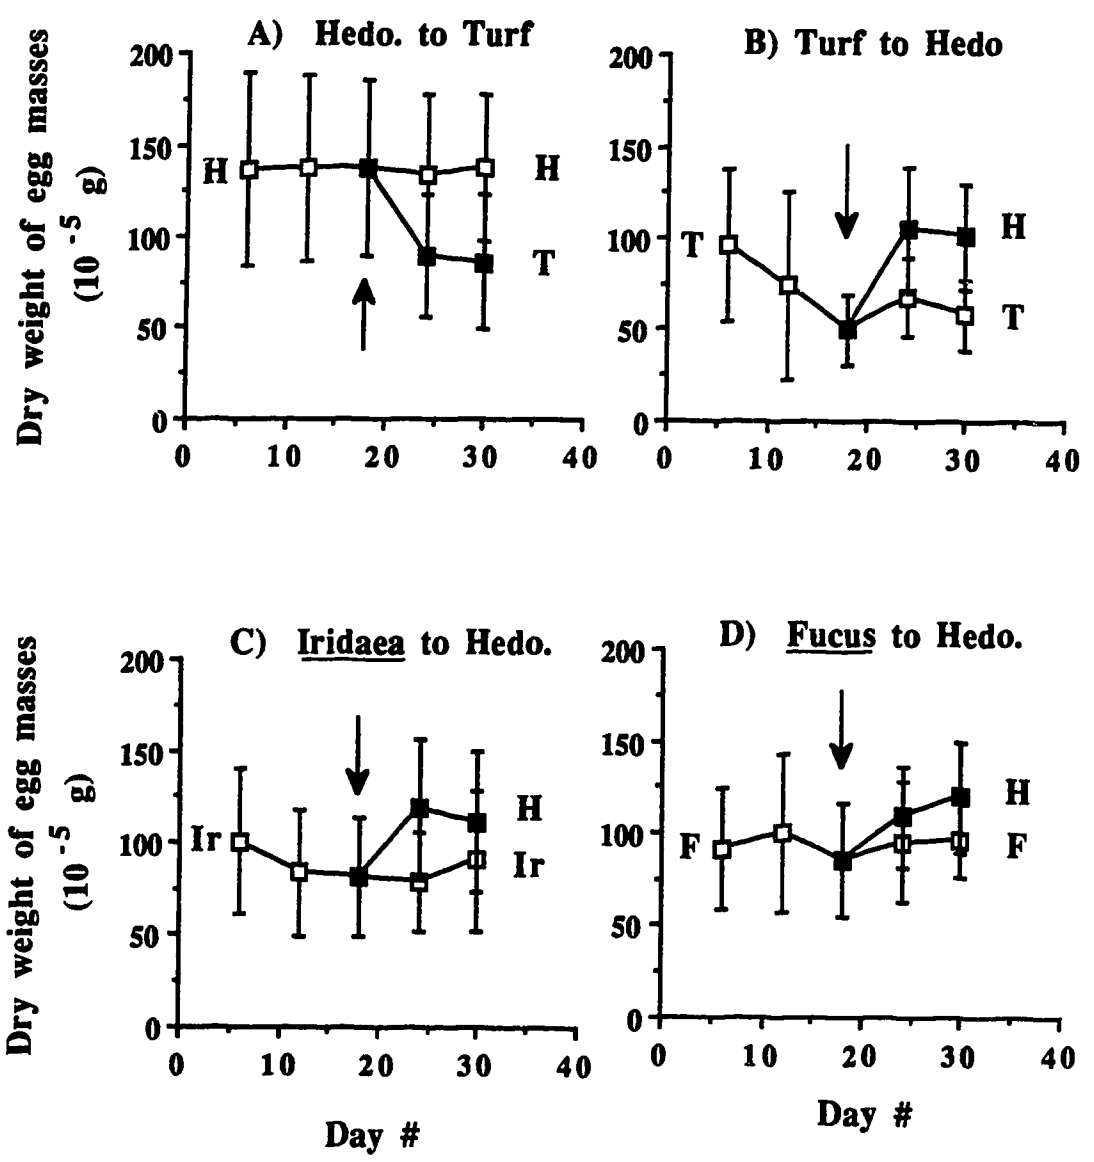 A) Hedo. to Turf
Dry weight of egg masses
(10 -5 g)
200
150
100
50
0
H
H
T
0 10 20 30 40
B) Turf to Hedo
200
150
100
50
0
T
H
T
0 10 20 30 40
C) Iridaea to Hedo.
Dry weight of egg masses
(10 -5 g)
200
150
100
50
0
Ir
H
Ir
0 10 20 30 40
Day #
D) Fucus to Hedo.
200
150
100
50
0
F
H
F
0 10 20 30 40
Day #